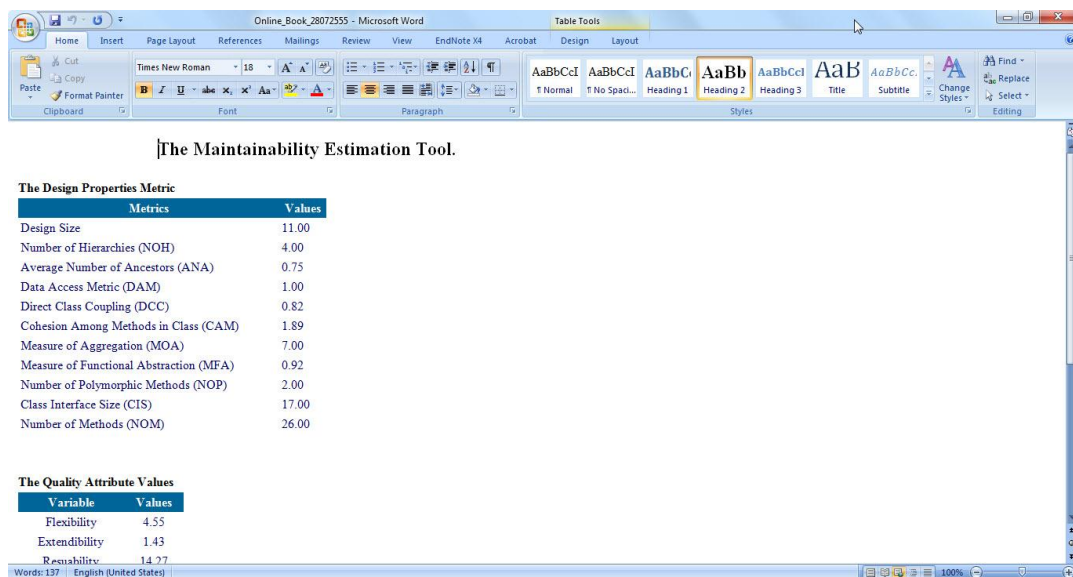 Online_Book_28072555 - Microsoft Word
Table Tools
Home Insert Page Layout References Mailings Review View EndNote X4 Acrobat Design Layout
Paste
Cut
Copy
Format Painter
Clipboard
Times New Roman 18
B I U abe x₂ x² Aa
Font
Paragraph
AaBbCcI AaBbCcI AaBbC AaBb AaBbCcI AaB AaBbCc.
¶ Normal ¶ No Spaci... Heading 1 Heading 2 Heading 3 Title Subtitle
Change Styles
Styles
Find
Replace
Select
Editing
The Maintainability Estimation Tool.
The Design Properties Metric
Metrics Values
Design Size 11.00
Number of Hierarchies (NOH) 4.00
Average Number of Ancestors (ANA) 0.75
Data Access Metric (DAM) 1.00
Direct Class Coupling (DCC) 0.82
Cohesion Among Methods in Class (CAM) 1.89
Measure of Aggregation (MOA) 7.00
Measure of Functional Abstraction (MFA) 0.92
Number of Polymorphic Methods (NOP) 2.00
Class Interface Size (CIS) 17.00
Number of Methods (NOM) 26.00
The Quality Attribute Values
Variable Values
Flexibility 4.55
Extendibility 1.43
Resuability 14.27
Words: 137 English (United States) 100%